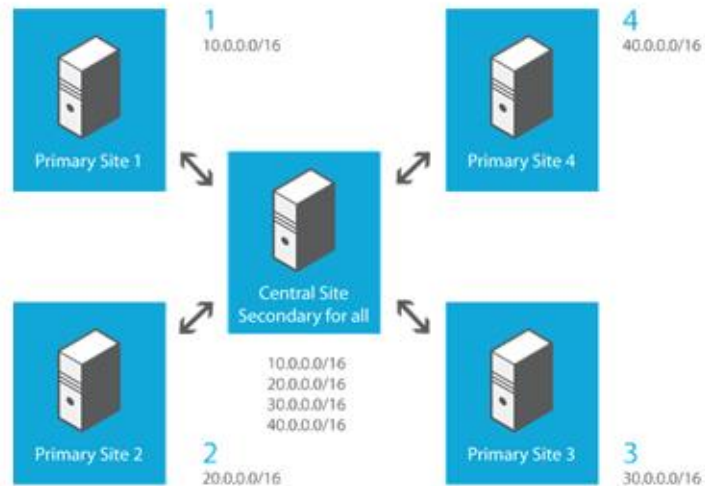 1
10.0.0.0/16
Primary Site 1
4
40.0.0.0/16
Primary Site 4
Central Site
Secondary for all
10.0.0.0/16
20.0.0.0/16
30.0.0.0/16
40.0.0.0/16
Primary Site 2
2
20.0.0.0/16
Primary Site 3
3
30.0.0.0/16